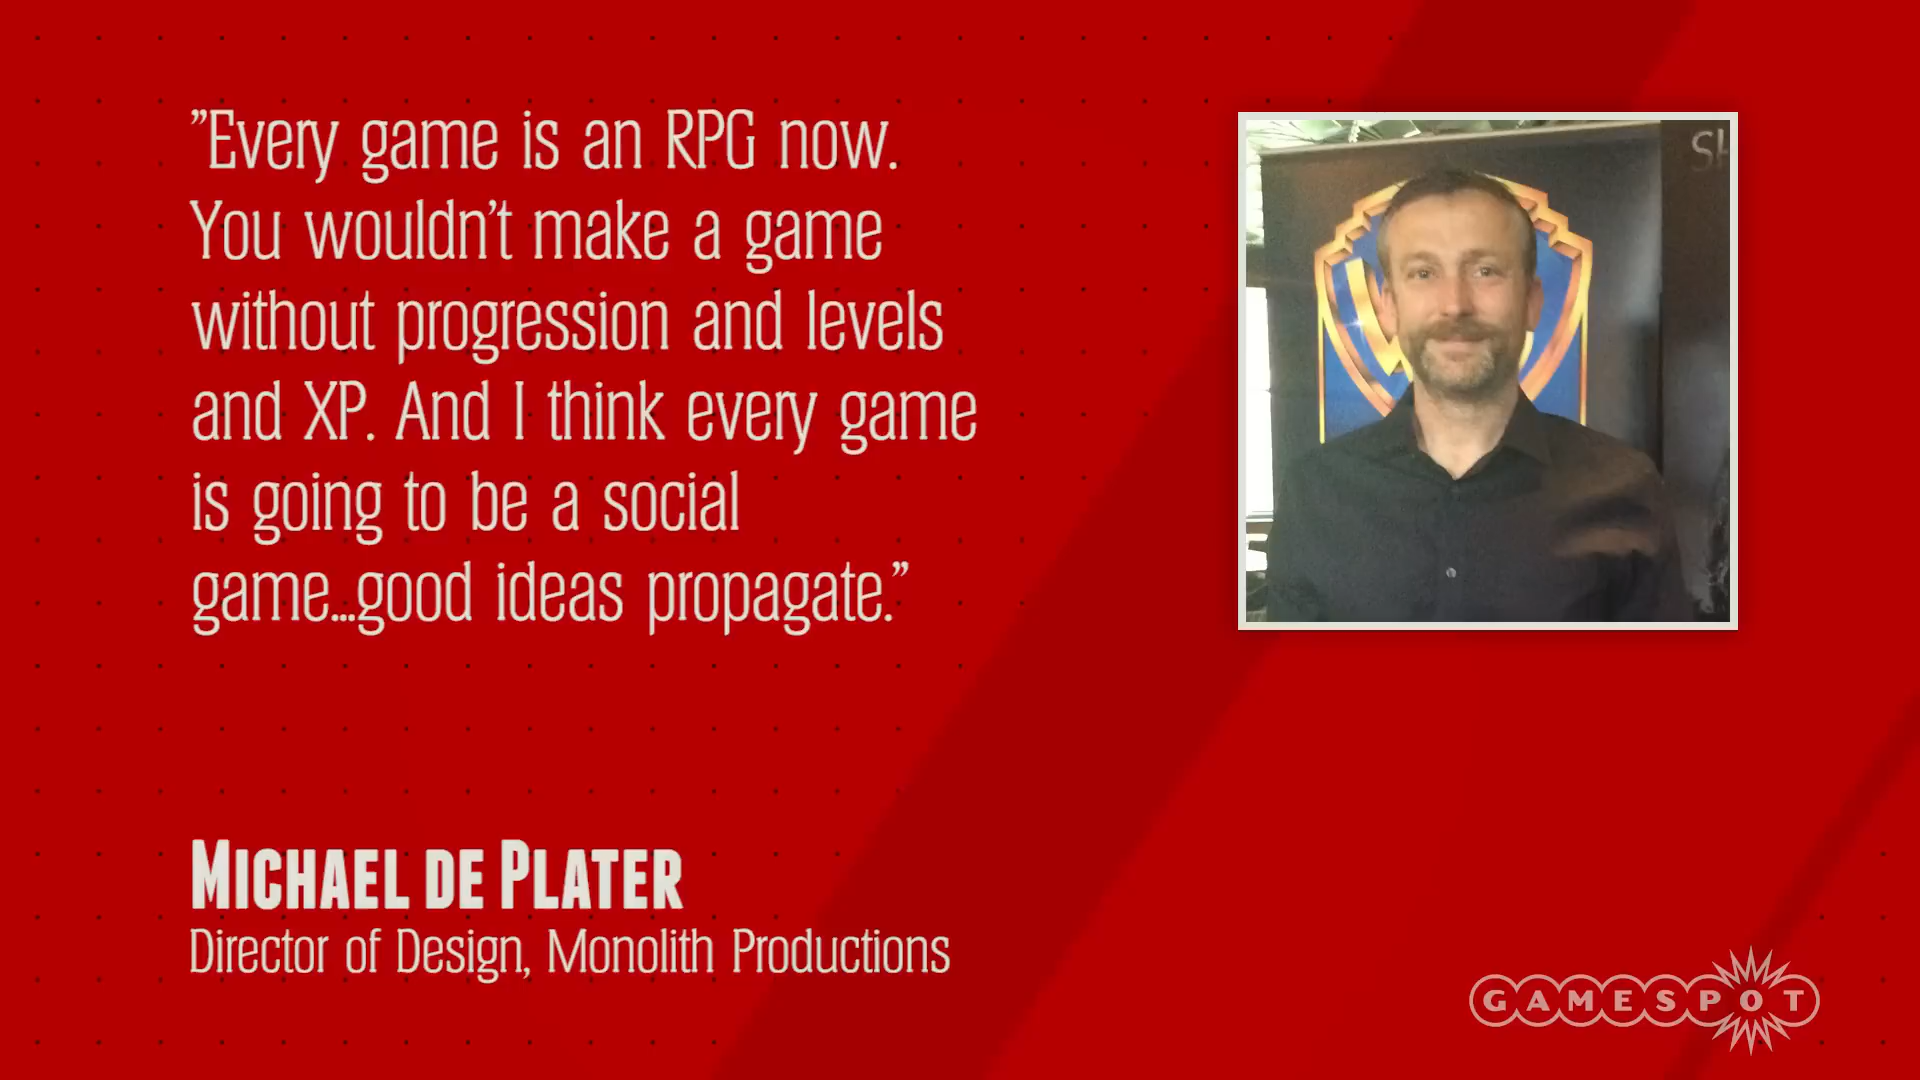 ”Every game is an RPG now.
You wouldn’t make a game
without progression and levels
and XP. And I think every game
is going to be a social
game...good ideas propagate.”
MICHAEL DE PLATER
Director of Design, Monolith Productions
GAMESPOT